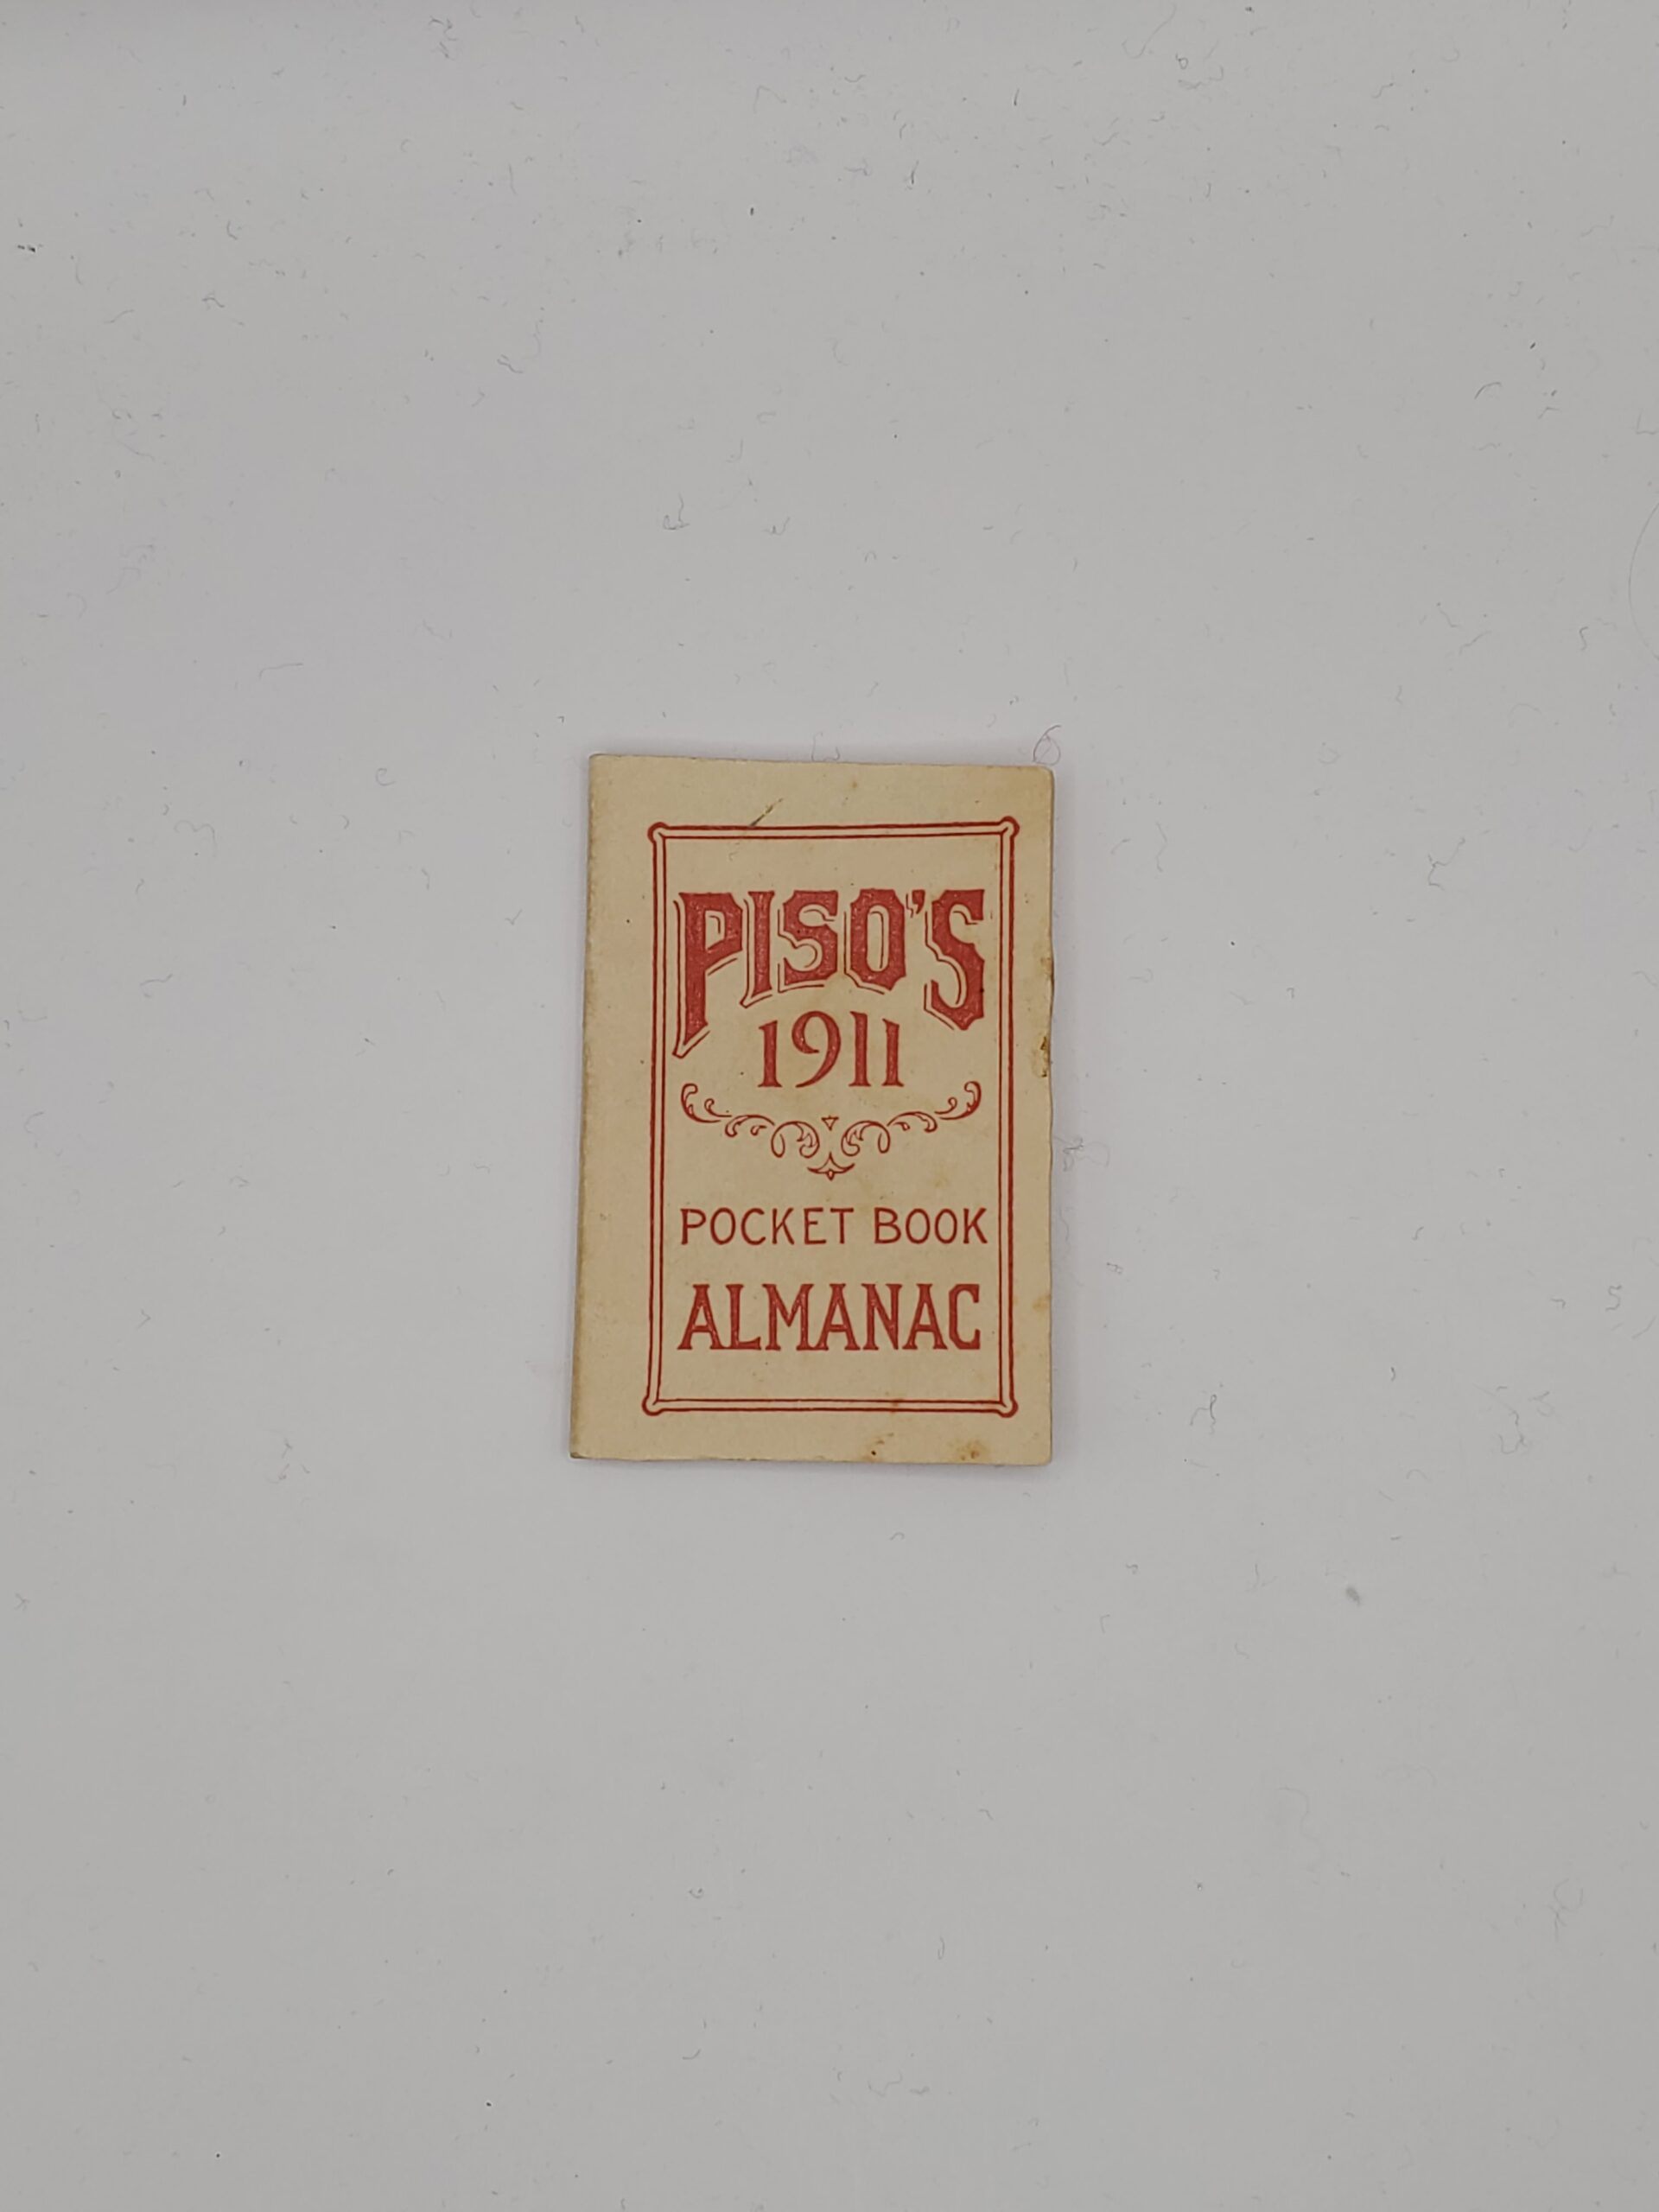 PISO'S
1911
POCKET BOOK
ALMANAC